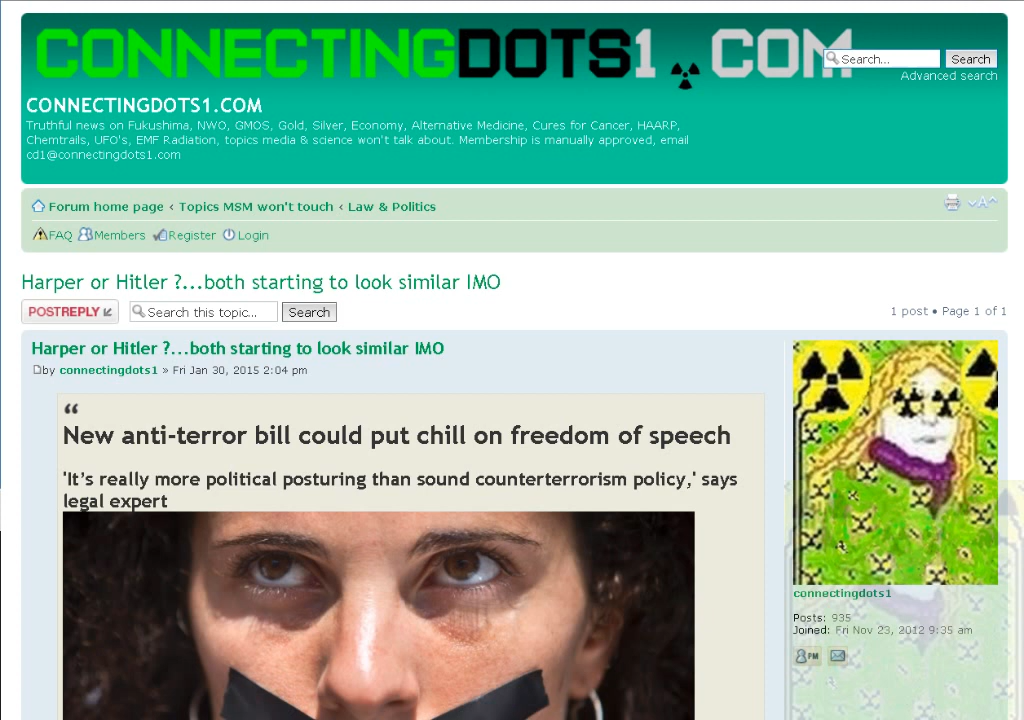 CONNECTINGDOTS1.COM
Search...
Search
Advanced search
CONNECTINGDOTS1.COM
Truthful news on Fukushima, NWO, GMOS, Gold, Silver, Economy, Alternative Medicine, Cures for Cancer, HAARP,
Chemtrails, UFO's, EMF Radiation, topics media & science won't talk about. Membership is manually approved, email
cd1@connectingdots1.com
Forum home page ‹ Topics MSM won't touch ‹ Law & Politics
FAQ Members Register Login
Harper or Hitler ?...both starting to look similar IMO
POSTREPLY
Search this topic...
Search
1 post • Page 1 of 1
Harper or Hitler ?...both starting to look similar IMO
by connectingdots1 » Fri Jan 30, 2015 2:04 pm
“
New anti-terror bill could put chill on freedom of speech
'It’s really more political posturing than sound counterterrorism policy,' says
legal expert
connectingdots1
Posts: 935
Joined: Fri Nov 23, 2012 9:35 am
PM